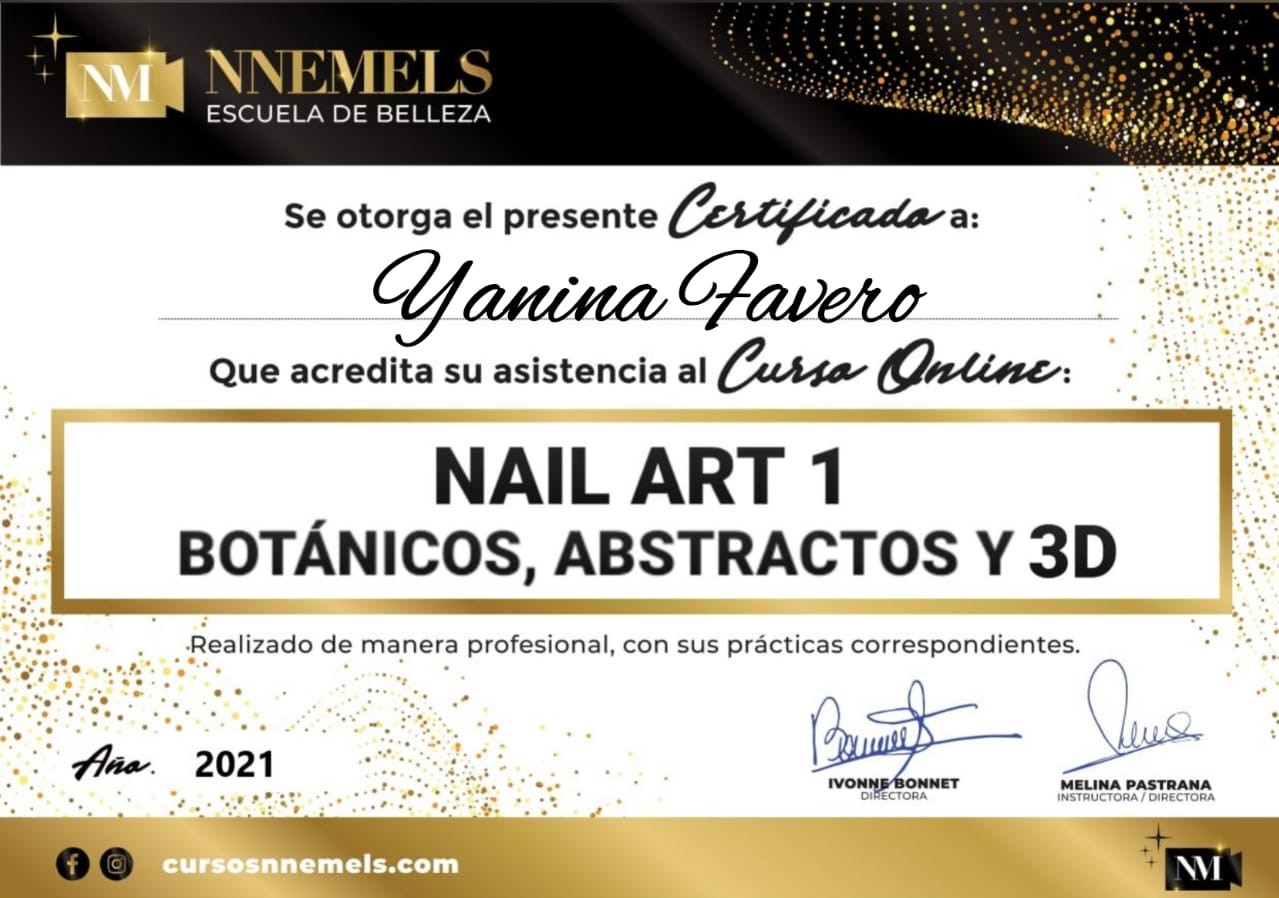 NM
NNEMELS
ESCUELA DE BELLEZA
Se otorga el presente Certificado a:
Yanina Favero
Que acredita su asistencia al Curso Online:
NAIL ART 1
BOTÁNICOS, ABSTRACTOS Y 3D
Realizado de manera profesional, con sus prácticas correspondientes.
Año. 2021
Bonnet
IVONNE BONNET
DIRECTORA
MELINA PASTRANA
INSTRUCTORA / DIRECTORA
cursosnnemels.com
NM